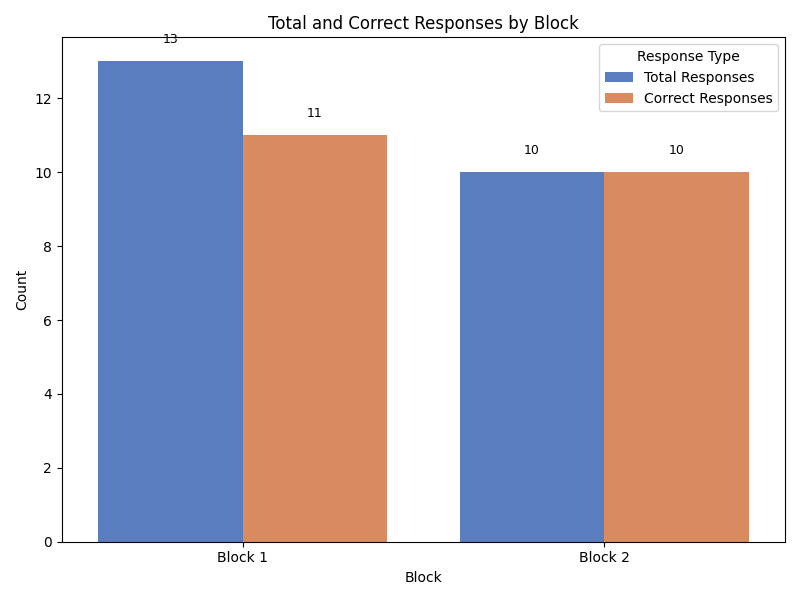 Total and Correct Responses by Block
13
11
10
10
Response Type
Total Responses
Correct Responses
12
10
8
6
4
2
0
Count
Block 1
Block 2
Block